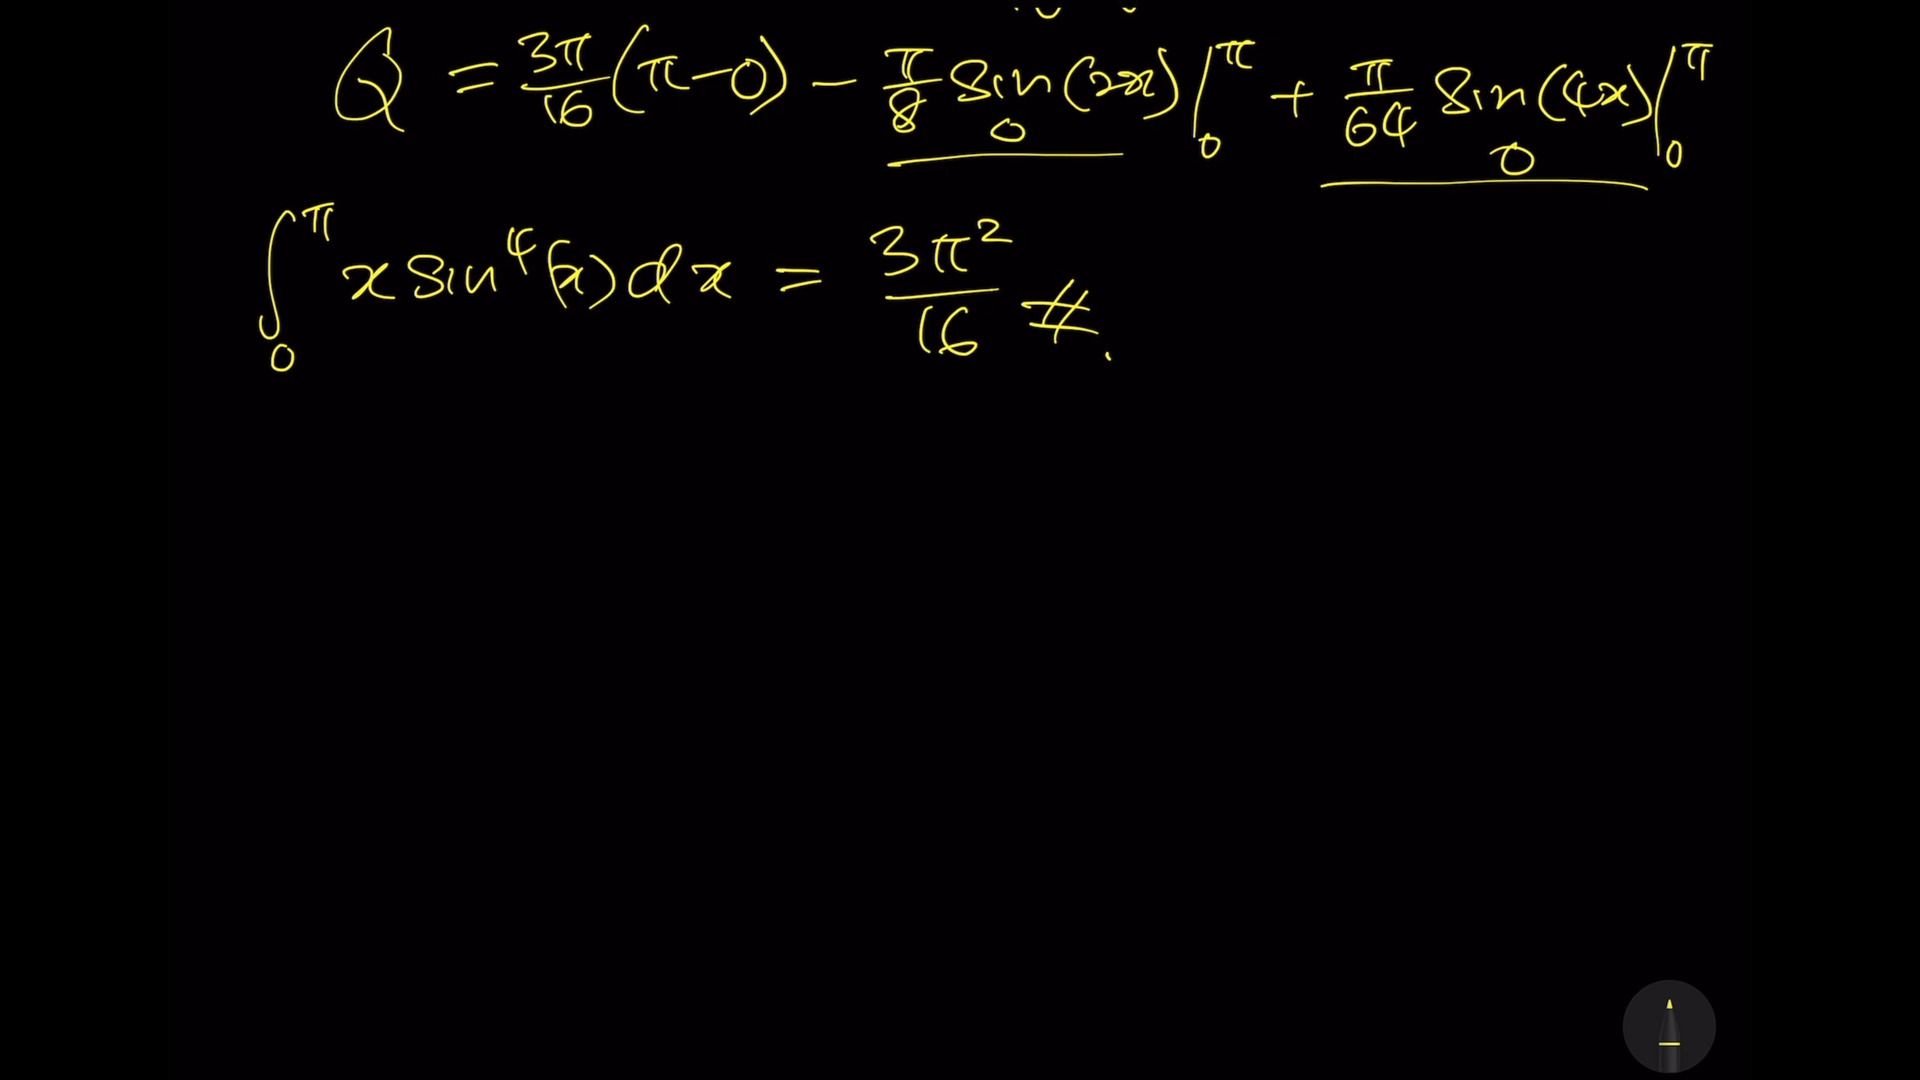 Q = 3π/16 (π-0) - π/8 sin(2x) |₀^π + π/64 sin(4x) |₀^π
0 0
∫₀^π x sin⁴(x) dx = 3π²/16 #.